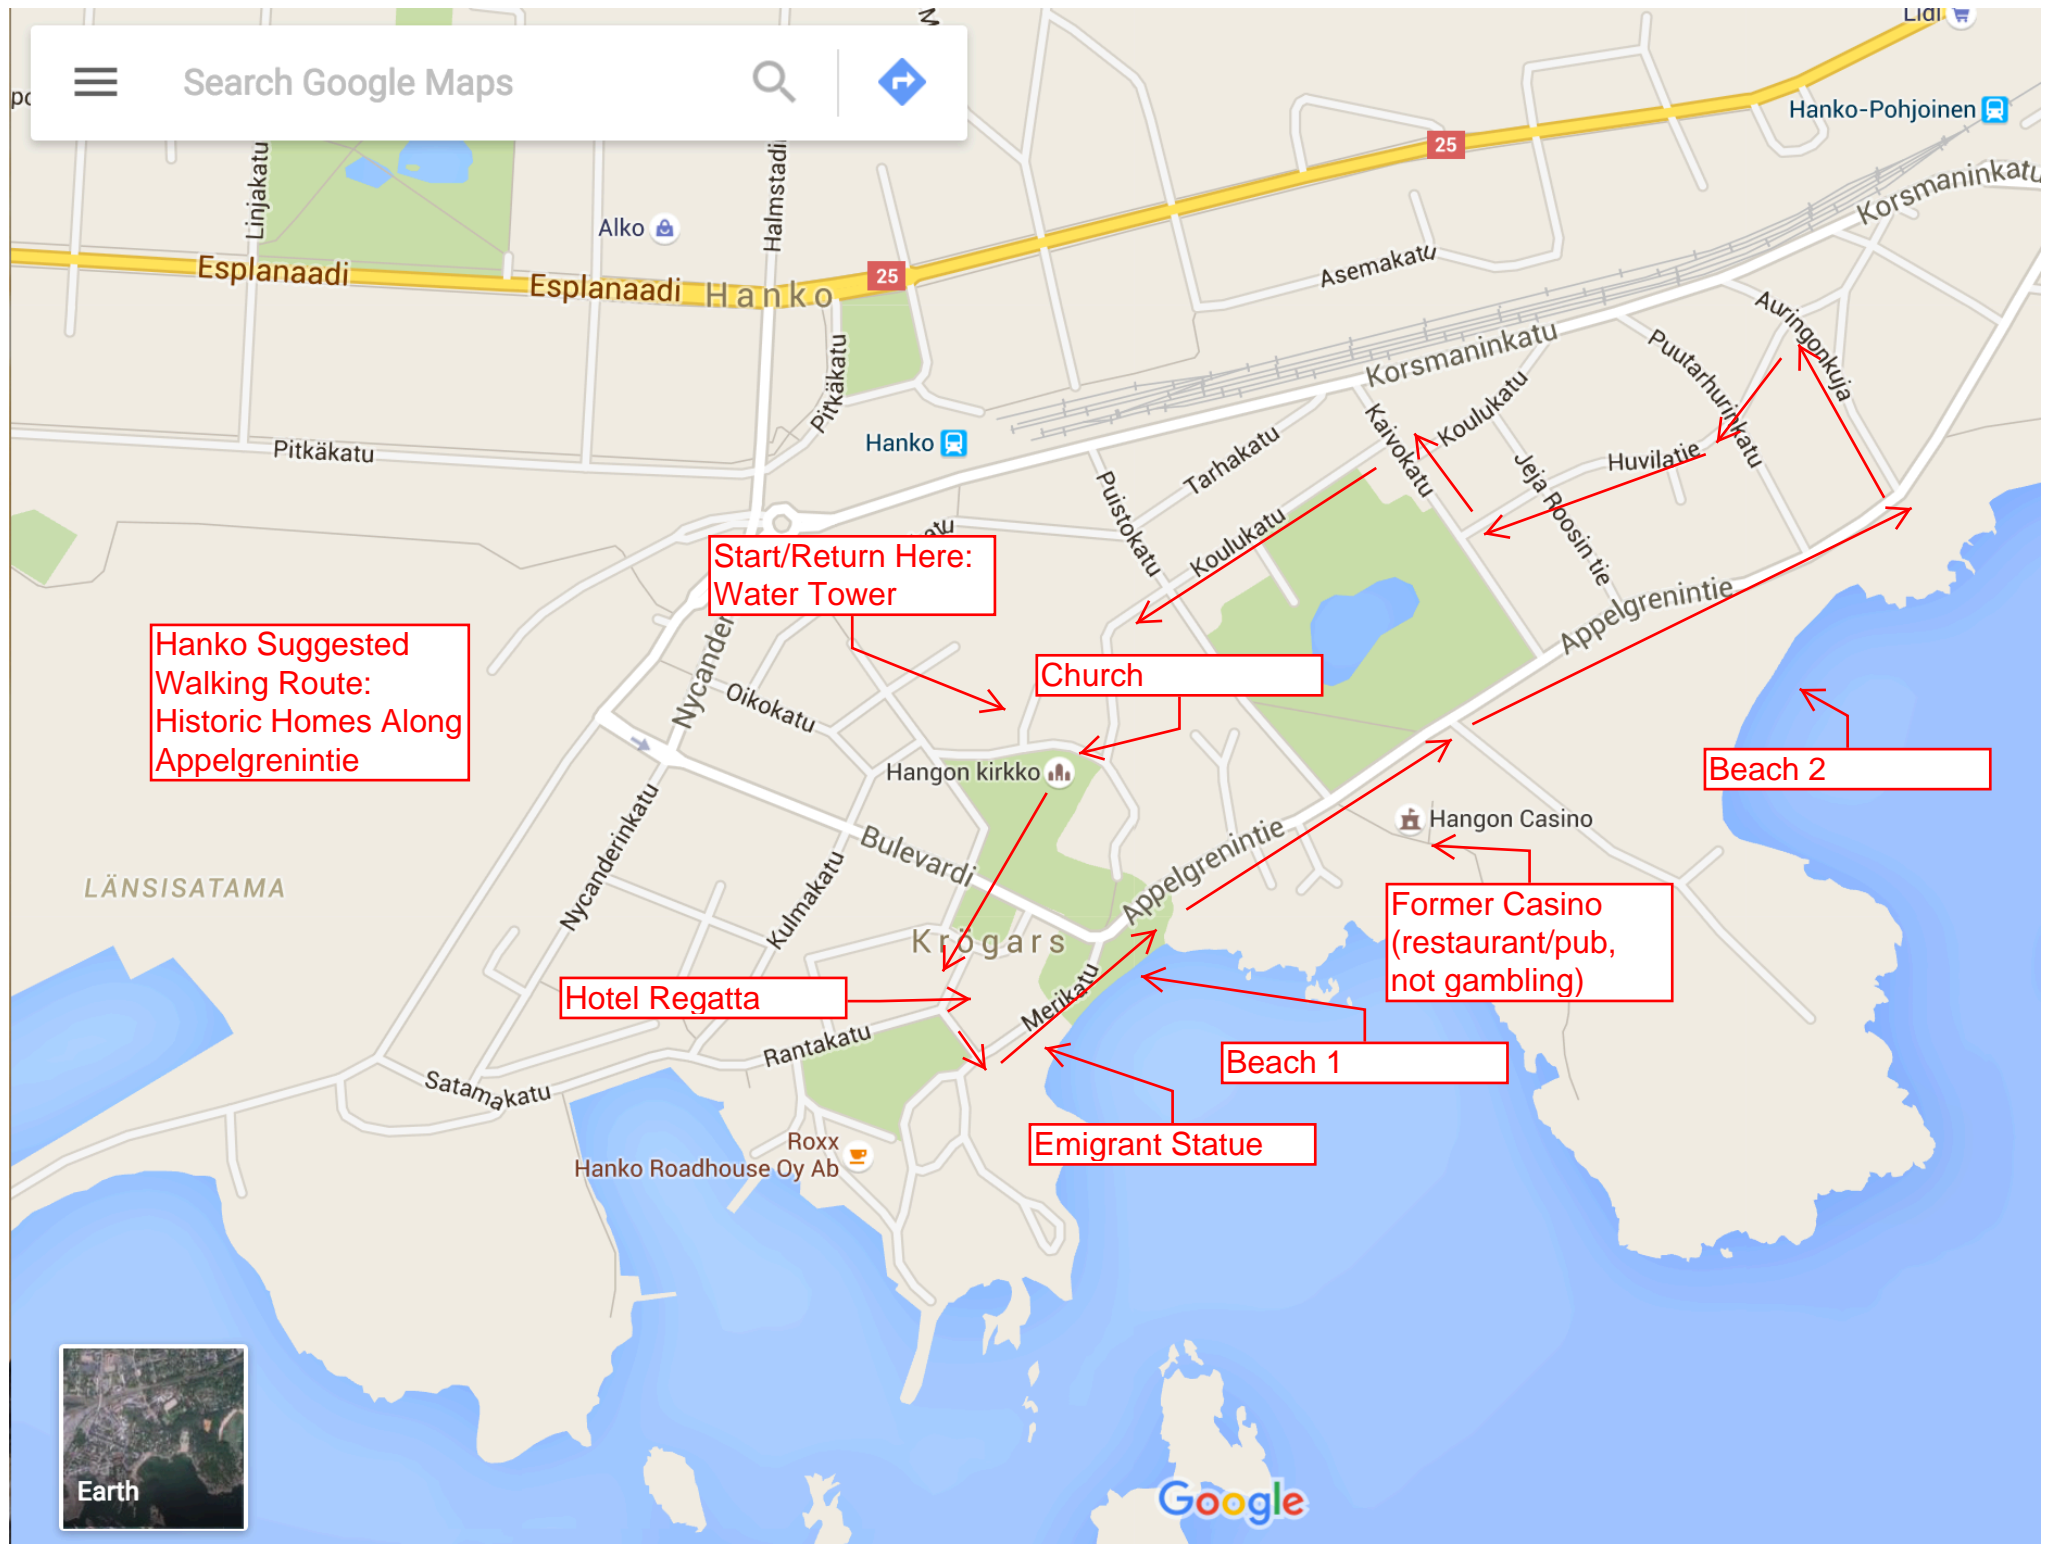 Lidl
Search Google Maps
Hanko-Pohjoinen
25
Korsmaninkatu
Linjakatu
Halmstadi
Alko
Asemakatu
Esplanaadi
Esplanaadi
Hanko
25
Auringonkuja
Korsmaninkatu
Puutarhurinkatu
Pitkäkatu
Pitkäkatu
Hanko
Kaivokatu
Koulukatu
Tarhakatu
Huvilatie
Puistokatu
Jeja Roosin tie
Koulukatu
Start/Return Here:
Water Tower
Appelgrenintie
Hanko Suggested
Walking Route:
Historic Homes Along
Appelgrenintie
Nycander
Church
Oikokatu
Beach 2
Hangon kirkko
Hangon Casino
Nycanderinkatu
Bulevardi
Appelgrenintie
LÄNSISATAMA
Kulmakatu
Krögars
Former Casino
(restaurant/pub,
not gambling)
Hotel Regatta
Merikatu
Rantakatu
Beach 1
Satamakatu
Emigrant Statue
Roxx
Hanko Roadhouse Oy Ab
Earth
Google